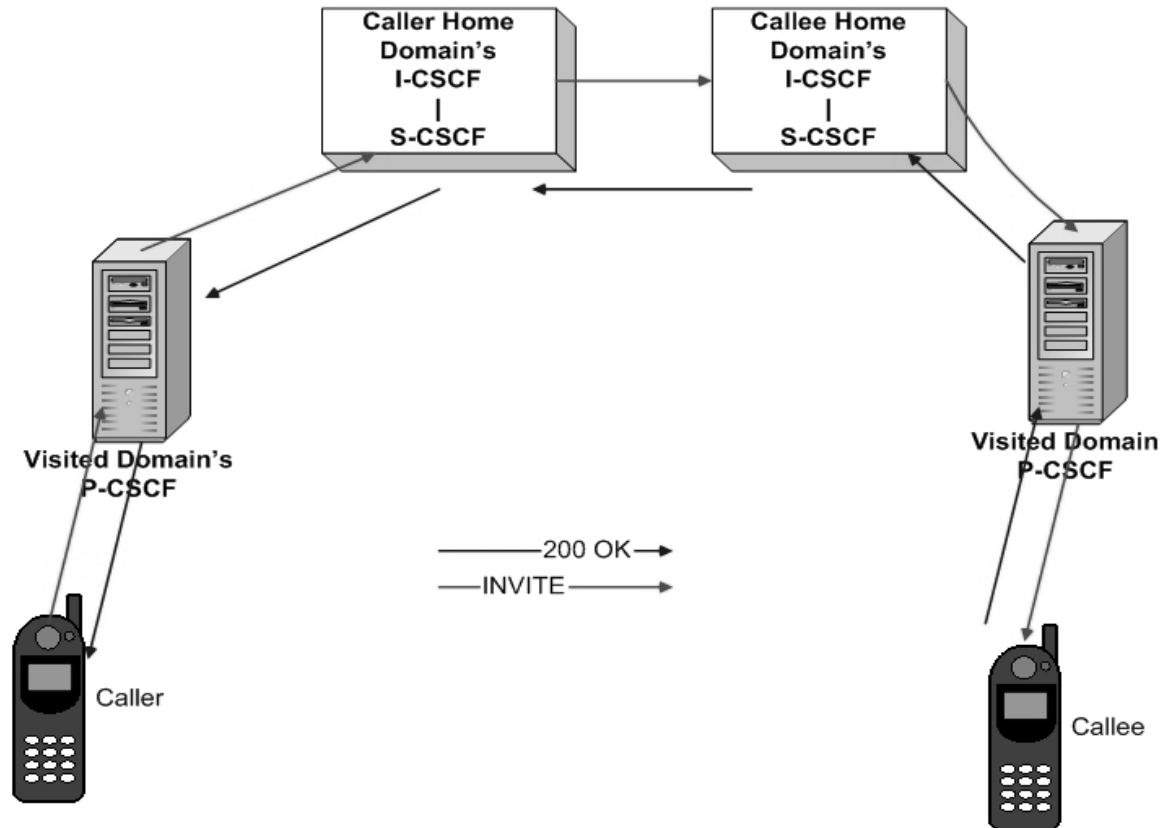 Caller Home
Domain's
I-CSCF
|
S-CSCF
Callee Home
Domain's
I-CSCF
|
S-CSCF
Visited Domain's
P-CSCF
Visited Domain
P-CSCF
200 OK
INVITE
Caller
Callee